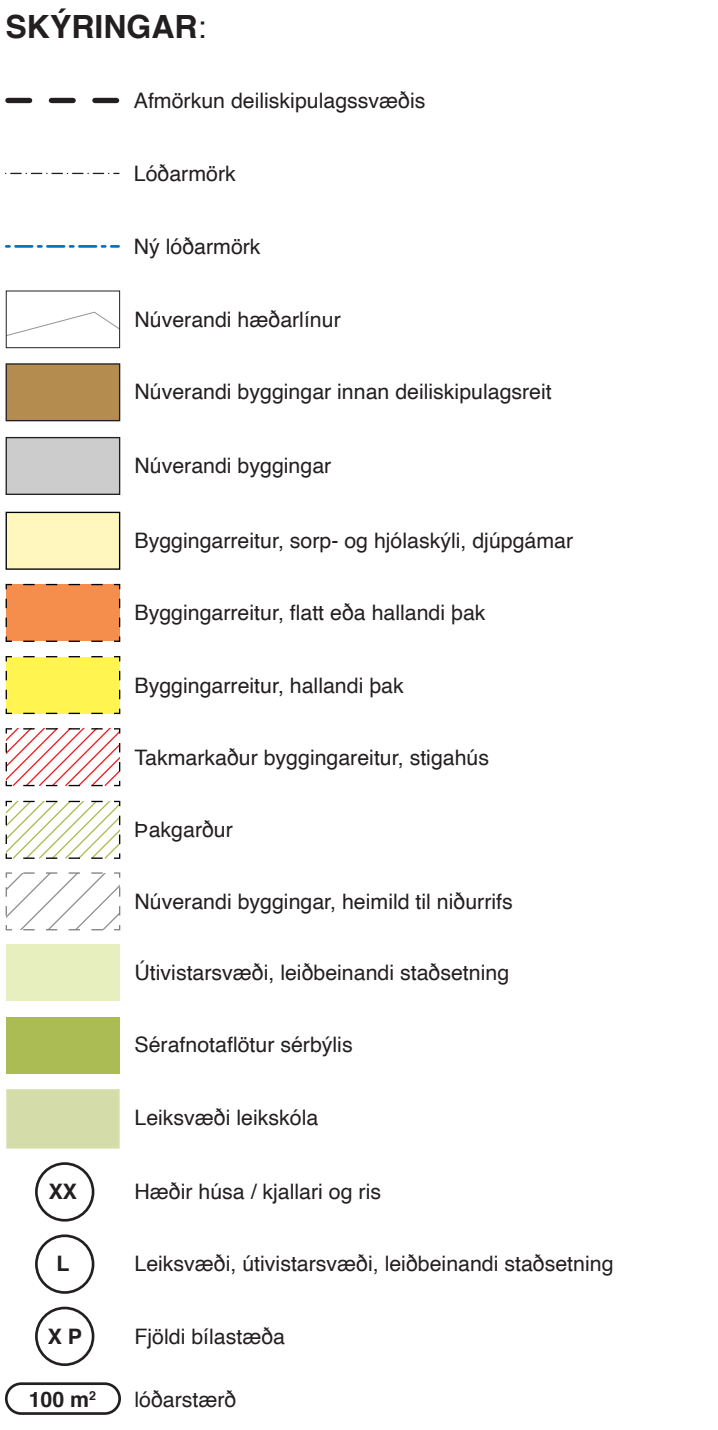 SKÝRINGAR:
Afmörkun deiliskipulagssvæðis
Lóðarmörk
Ný lóðarmörk
Núverandi hæðarlínur
Núverandi byggingar innan deiliskipulagsreit
Núverandi byggingar
Byggingarreitur, sorp- og hjólaskýli, djúpgámar
Byggingarreitur, flatt eða hallandi þak
Byggingarreitur, hallandi þak
Takmarkaður byggingareitur, stigahús
Þakgarður
Núverandi byggingar, heimild til niðurrifs
Útivistarsvæði, leiðbeinandi staðsetning
Sérafnotaflötur sérbýlis
Leiksvæði leikskóla
XX Hæðir húsa / kjallari og ris
L Leiksvæði, útivistarsvæði, leiðbeinandi staðsetning
X P Fjöldi bílastæða
100 m² lóðarstærð